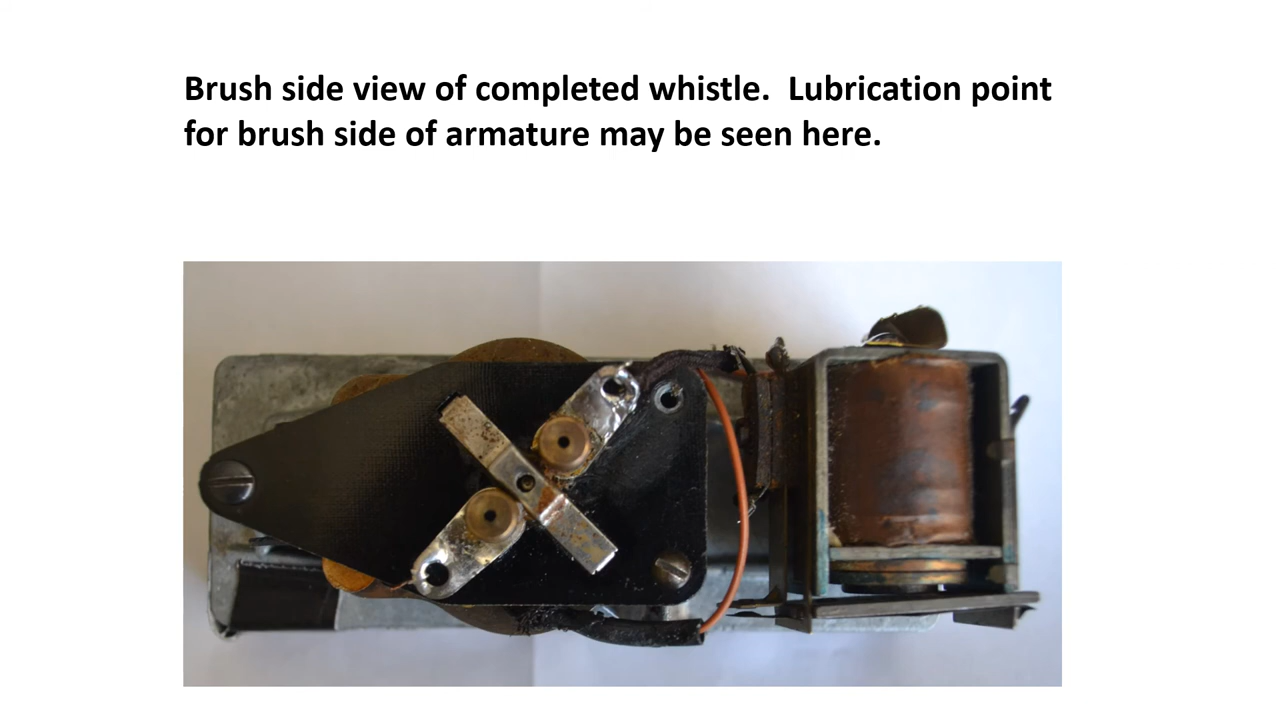 Brush side view of completed whistle.  Lubrication point
for brush side of armature may be seen here.